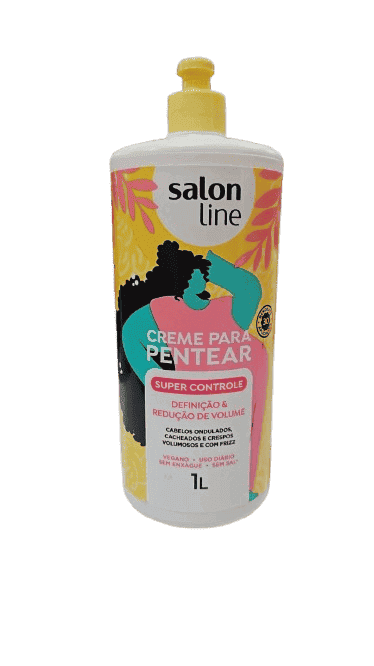 salon
line
CREME PARA
PENTEAR
SUPER CONTROLE
DEFINIÇÃO &
REDUÇÃO DE VOLUME
CABELOS ONDULADOS,
CACHEADOS E CRESPOS
VOLUMOSOS E COM FRIZZ
VEGANO • USO DIÁRIO
SEM ENXÁGUE • SEM SAL*
1L